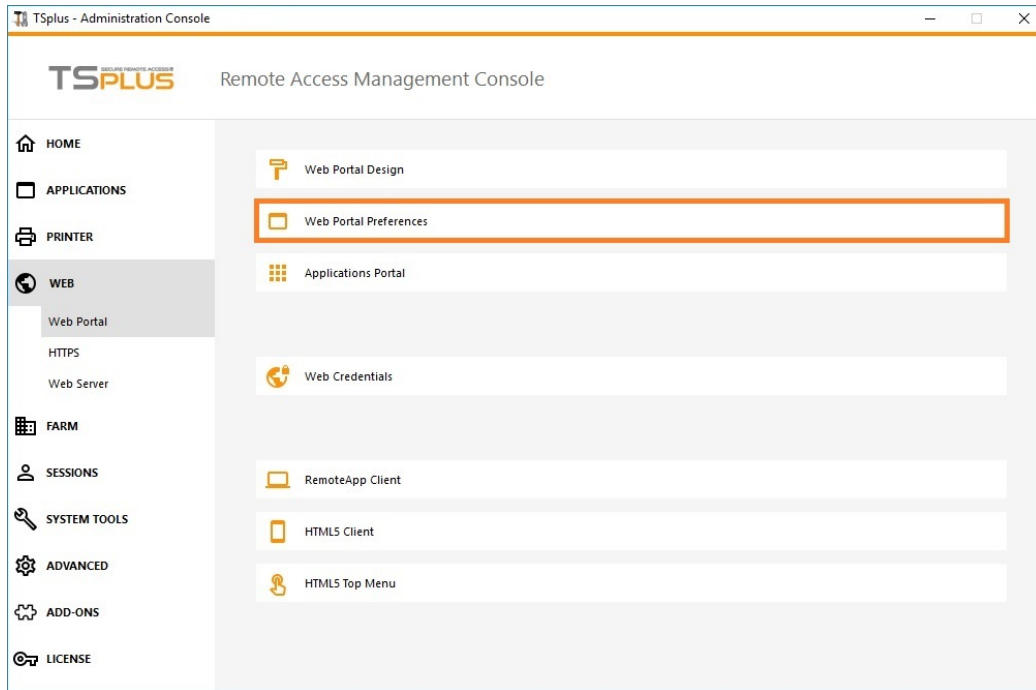 TSplus - Administration Console
TSPLUS
SECURE REMOTE ACCESS®
Remote Access Management Console
HOME
APPLICATIONS
PRINTER
WEB
Web Portal
HTTPS
Web Server
FARM
SESSIONS
SYSTEM TOOLS
ADVANCED
ADD-ONS
LICENSE
Web Portal Design
Web Portal Preferences
Applications Portal
Web Credentials
RemoteApp Client
HTML5 Client
HTML5 Top Menu